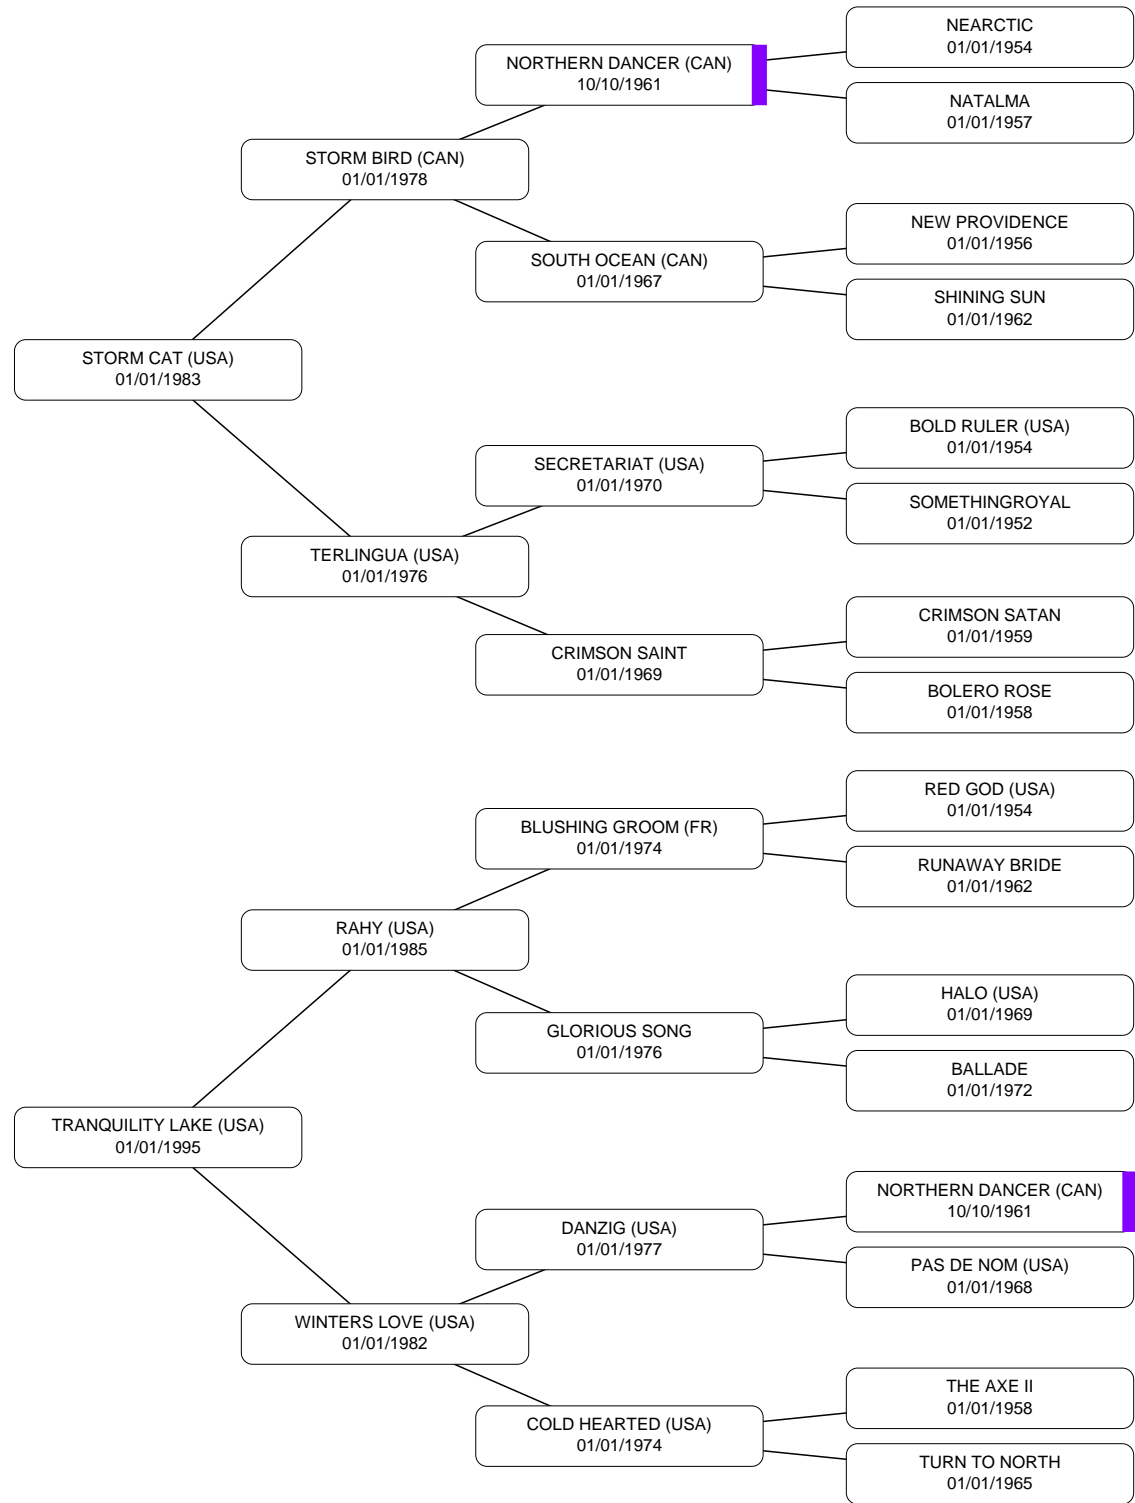 NEARCTIC
01/01/1954
NORTHERN DANCER (CAN)
10/10/1961
NATALMA
01/01/1957
STORM BIRD (CAN)
01/01/1978
NEW PROVIDENCE
01/01/1956
SOUTH OCEAN (CAN)
01/01/1967
SHINING SUN
01/01/1962
STORM CAT (USA)
01/01/1983
BOLD RULER (USA)
01/01/1954
SECRETARIAT (USA)
01/01/1970
SOMETHINGROYAL
01/01/1952
TERLINGUA (USA)
01/01/1976
CRIMSON SATAN
01/01/1959
CRIMSON SAINT
01/01/1969
BOLERO ROSE
01/01/1958
RED GOD (USA)
01/01/1954
BLUSHING GROOM (FR)
01/01/1974
RUNAWAY BRIDE
01/01/1962
RAHY (USA)
01/01/1985
HALO (USA)
01/01/1969
GLORIOUS SONG
01/01/1976
BALLADE
01/01/1972
TRANQUILITY LAKE (USA)
01/01/1995
NORTHERN DANCER (CAN)
10/10/1961
DANZIG (USA)
01/01/1977
PAS DE NOM (USA)
01/01/1968
WINTERS LOVE (USA)
01/01/1982
THE AXE II
01/01/1958
COLD HEARTED (USA)
01/01/1974
TURN TO NORTH
01/01/1965